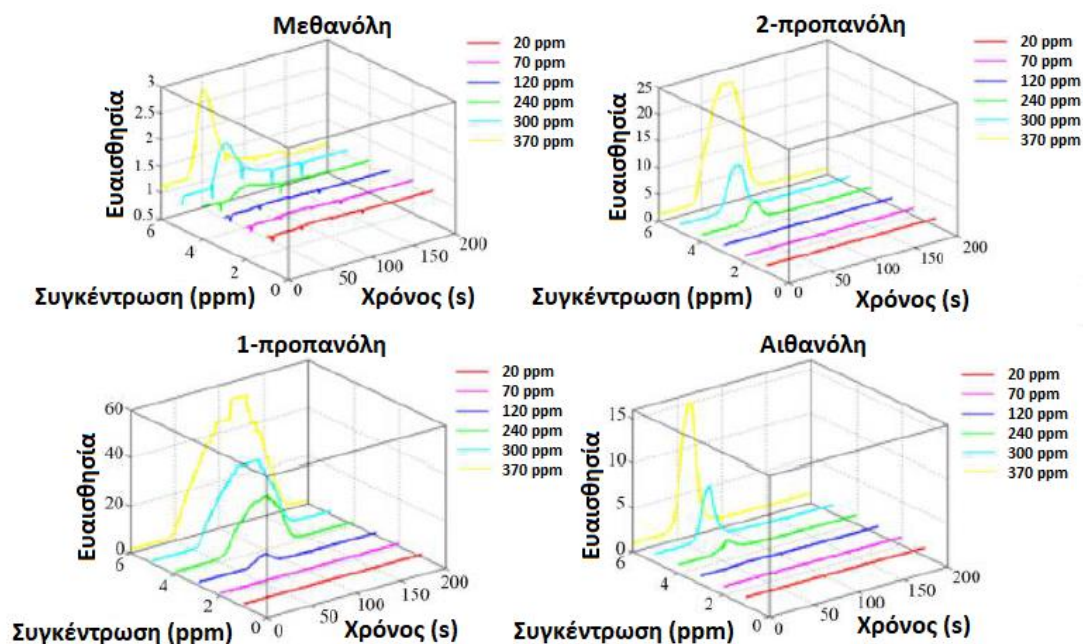 Μεθανόλη
20 ppm
70 ppm
120 ppm
240 ppm
300 ppm
370 ppm
Ευαισθησία
3
2.5
2
1.5
1
0.5
6
4
2
0
0
50
100
150
200
Συγκέντρωση (ppm)
Χρόνος (s)
2-προπανόλη
20 ppm
70 ppm
120 ppm
240 ppm
300 ppm
370 ppm
Ευαισθησία
25
20
15
10
5
0
6
4
2
0
0
50
100
150
200
Συγκέντρωση (ppm)
Χρόνος (s)
1-προπανόλη
20 ppm
70 ppm
120 ppm
240 ppm
300 ppm
370 ppm
Ευαισθησία
60
40
20
0
6
4
2
0
0
50
100
150
200
Συγκέντρωση (ppm)
Χρόνος (s)
Αιθανόλη
20 ppm
70 ppm
120 ppm
240 ppm
300 ppm
370 ppm
Ευαισθησία
15
10
5
0
6
4
2
0
0
50
100
150
200
Συγκέντρωση (ppm)
Χρόνος (s)